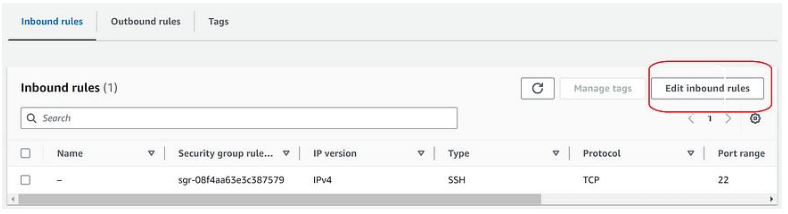 Inbound rules Outbound rules Tags
Inbound rules (1) Manage tags Edit inbound rules
Search 1
Name Security group rule... IP version Type Protocol Port range
– sgr-08f4aa63e3c387579 IPv4 SSH TCP 22